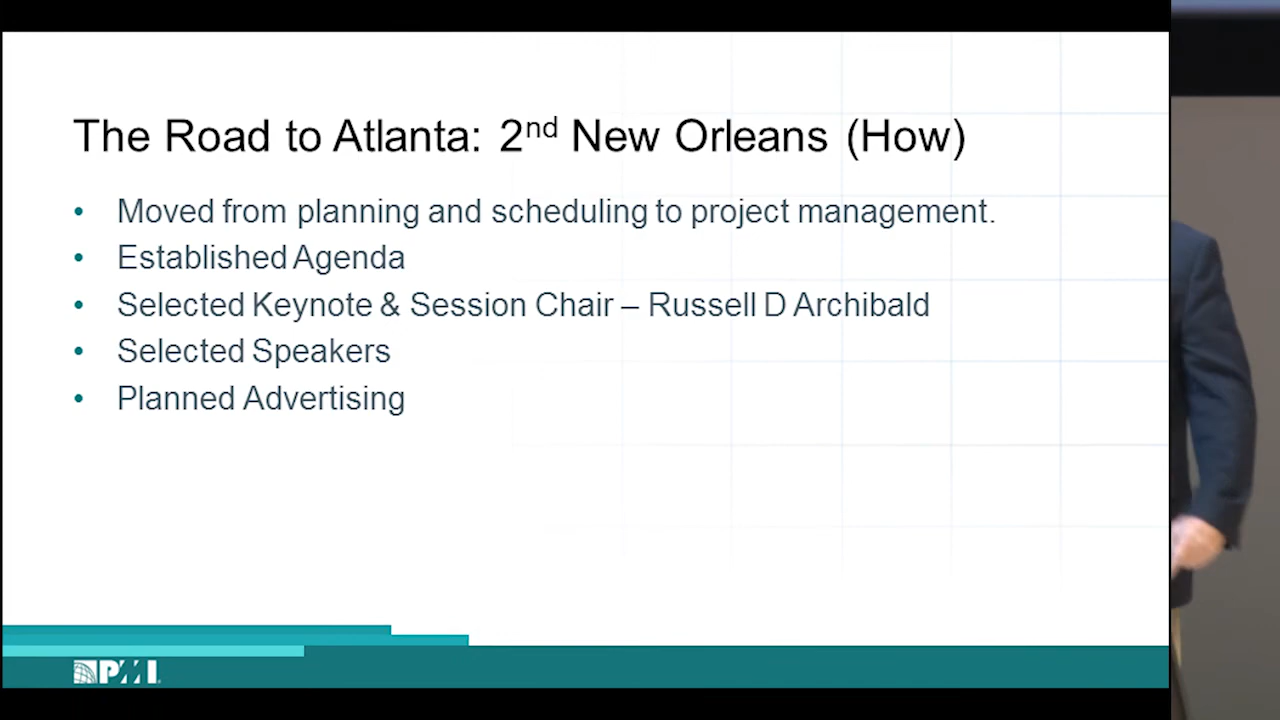 The Road to Atlanta: 2nd New Orleans (How)
• Moved from planning and scheduling to project management.
• Established Agenda
• Selected Keynote & Session Chair – Russell D Archibald
• Selected Speakers
• Planned Advertising
PMI